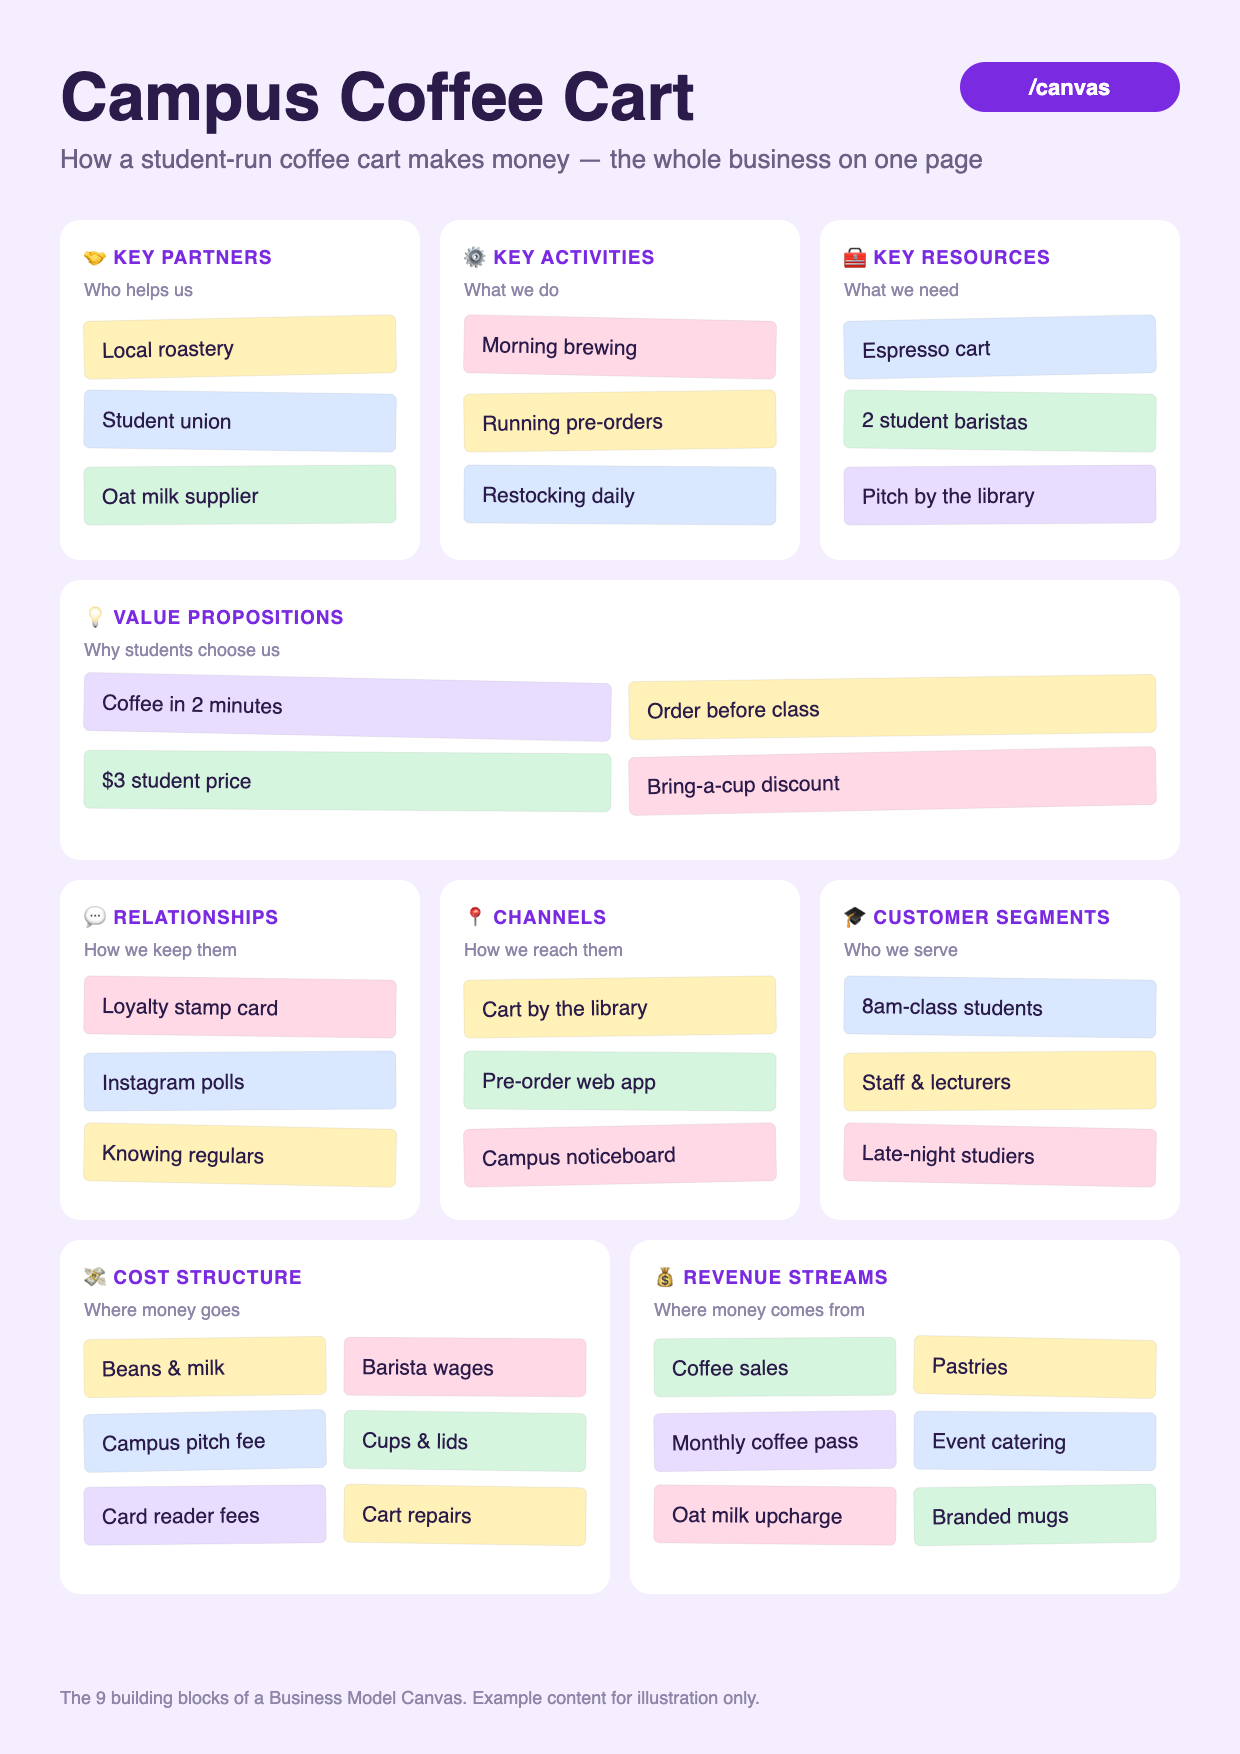 Campus Coffee Cart
/canvas
How a student-run coffee cart makes money — the whole business on one page
KEY PARTNERS
Who helps us
Local roastery
Student union
Oat milk supplier
KEY ACTIVITIES
What we do
Morning brewing
Running pre-orders
Restocking daily
KEY RESOURCES
What we need
Espresso cart
2 student baristas
Pitch by the library
VALUE PROPOSITIONS
Why students choose us
Coffee in 2 minutes
Order before class
$3 student price
Bring-a-cup discount
RELATIONSHIPS
How we keep them
Loyalty stamp card
Instagram polls
Knowing regulars
CHANNELS
How we reach them
Cart by the library
Pre-order web app
Campus noticeboard
CUSTOMER SEGMENTS
Who we serve
8am-class students
Staff & lecturers
Late-night studiers
COST STRUCTURE
Where money goes
Beans & milk
Barista wages
Campus pitch fee
Cups & lids
Card reader fees
Cart repairs
REVENUE STREAMS
Where money comes from
Coffee sales
Pastries
Monthly coffee pass
Event catering
Oat milk upcharge
Branded mugs
The 9 building blocks of a Business Model Canvas. Example content for illustration only.